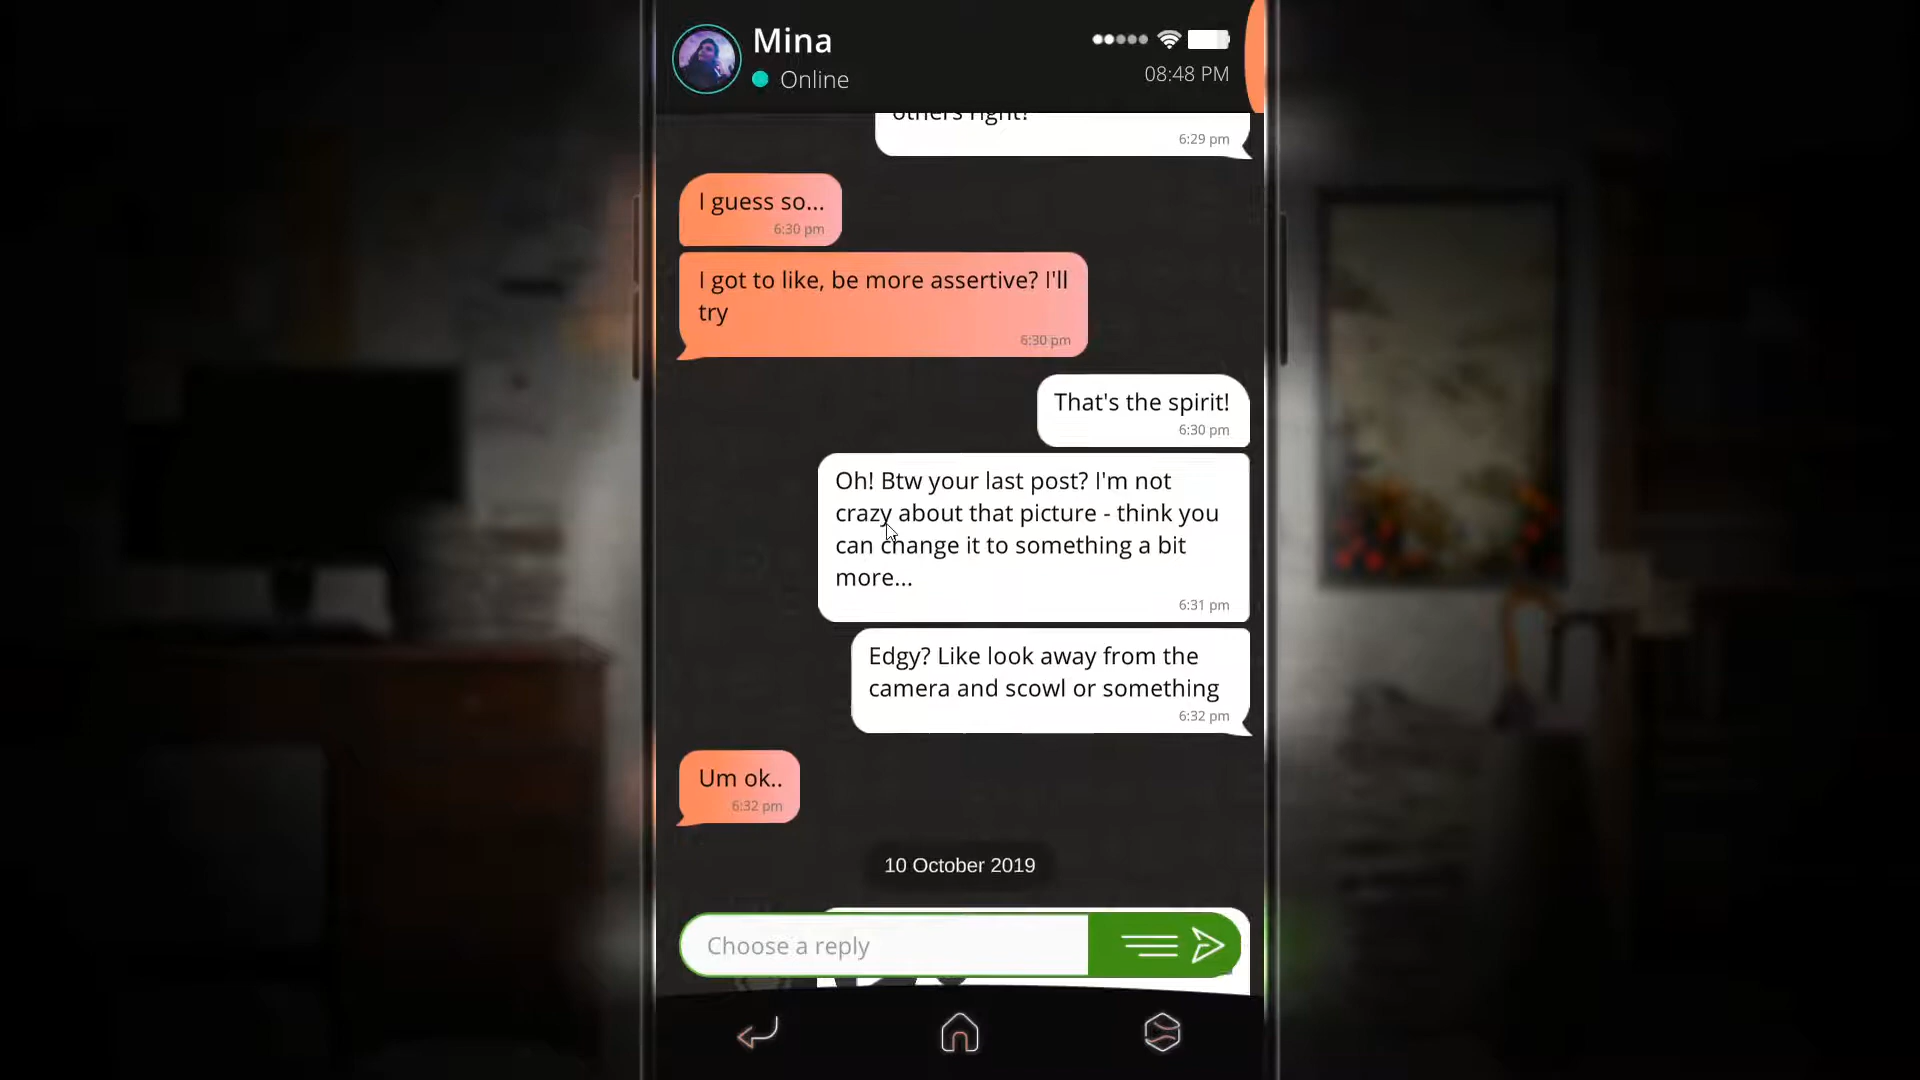 Mina
Online
08:48 PM
others right!
6:29 pm
I guess so...
6:30 pm
I got to like, be more assertive? I'll
try
6:30 pm
That's the spirit!
6:30 pm
Oh! Btw your last post? I'm not
crazy about that picture - think you
can change it to something a bit
more...
6:31 pm
Edgy? Like look away from the
camera and scowl or something
6:32 pm
Um ok..
6:32 pm
10 October 2019
Choose a reply